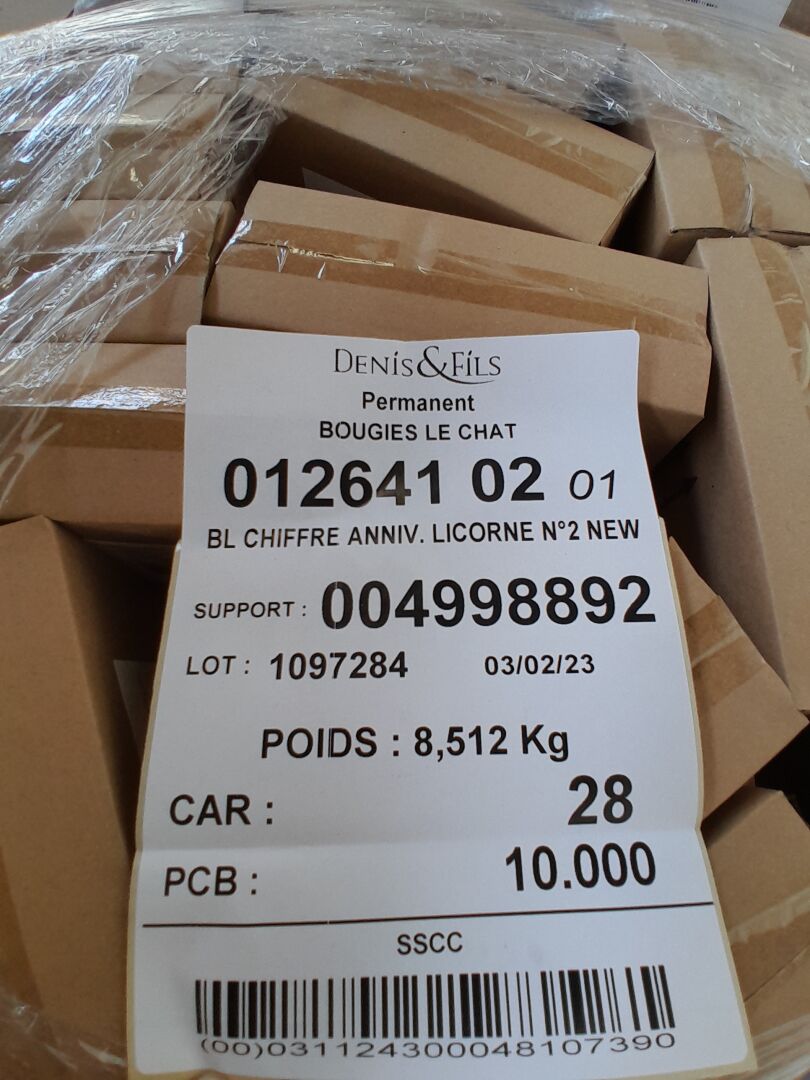 DENIS&FILS
Permanent
BOUGIES LE CHAT
012641 02 01
BL CHIFFRE ANNIV. LICORNE N°2 NEW
SUPPORT : 004998892
LOT : 1097284 03/02/23
POIDS : 8,512 Kg
CAR : 28
PCB : 10.000
SSCC
(00)031124300048107390